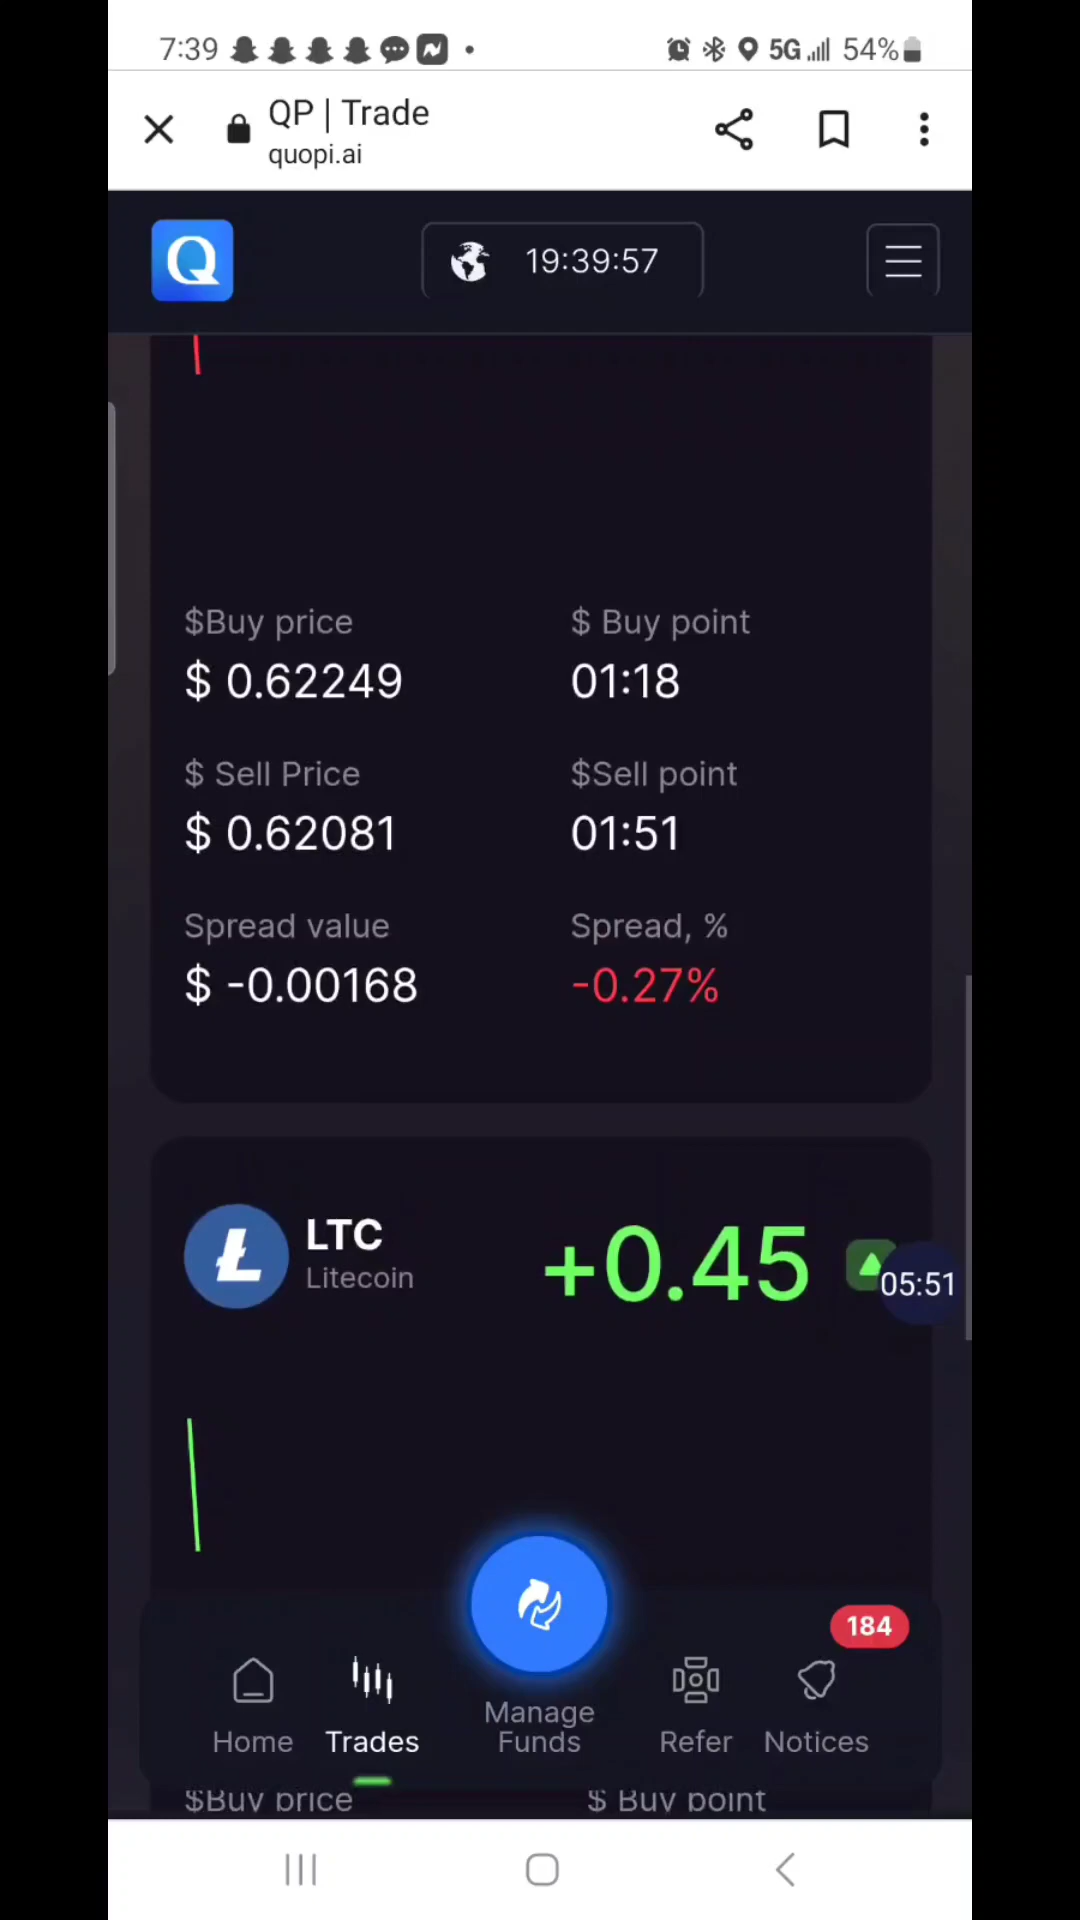 7:39 5G 54%
QP | Trade
quopi.ai
Q 19:39:57
$Buy price $ Buy point
$ 0.62249 01:18
$ Sell Price $Sell point
$ 0.62081 01:51
Spread value Spread, %
$ -0.00168 -0.27%
LTC +0.45
Litecoin
05:51
184
Home Trades Manage Funds Refer Notices
$Buy price $ Buy point